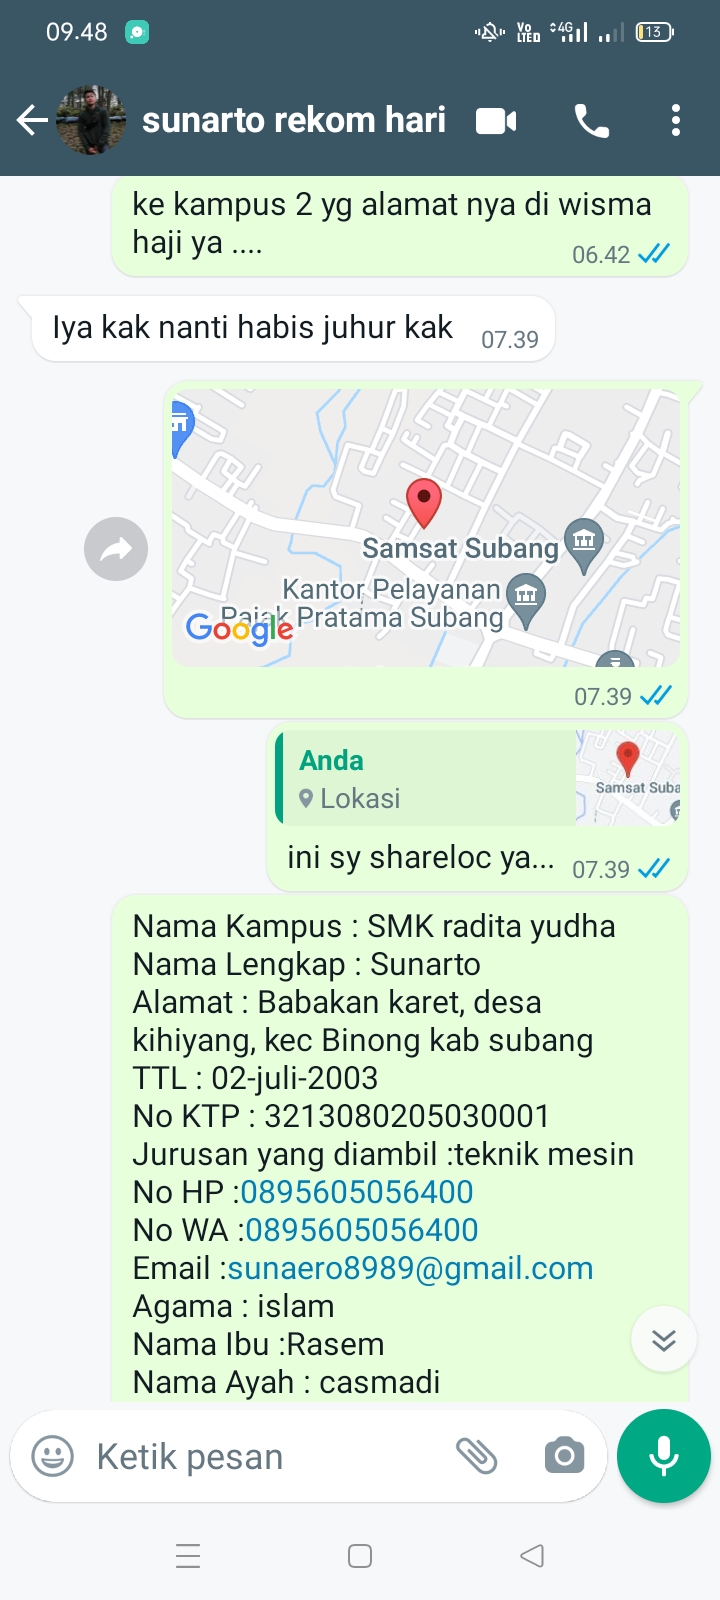 09.48
Vo LTED 4G 13
sunarto rekom hari
ke kampus 2 yg alamat nya di wisma
haji ya ....
06.42
Iya kak nanti habis juhur kak
07.39
Samsat Subang
Kantor Pelayanan
Pajak Pratama Subang
Google
07.39
Anda
Lokasi
Samsat Suba
ini sy shareloc ya...
07.39
Nama Kampus : SMK radita yudha
Nama Lengkap : Sunarto
Alamat : Babakan karet, desa
kihiyang, kec Binong kab subang
TTL : 02-juli-2003
No KTP : 3213080205030001
Jurusan yang diambil :teknik mesin
No HP :0895605056400
No WA :0895605056400
Email :sunaero8989@gmail.com
Agama : islam
Nama Ibu :Rasem
Nama Ayah : casmadi
Ketik pesan